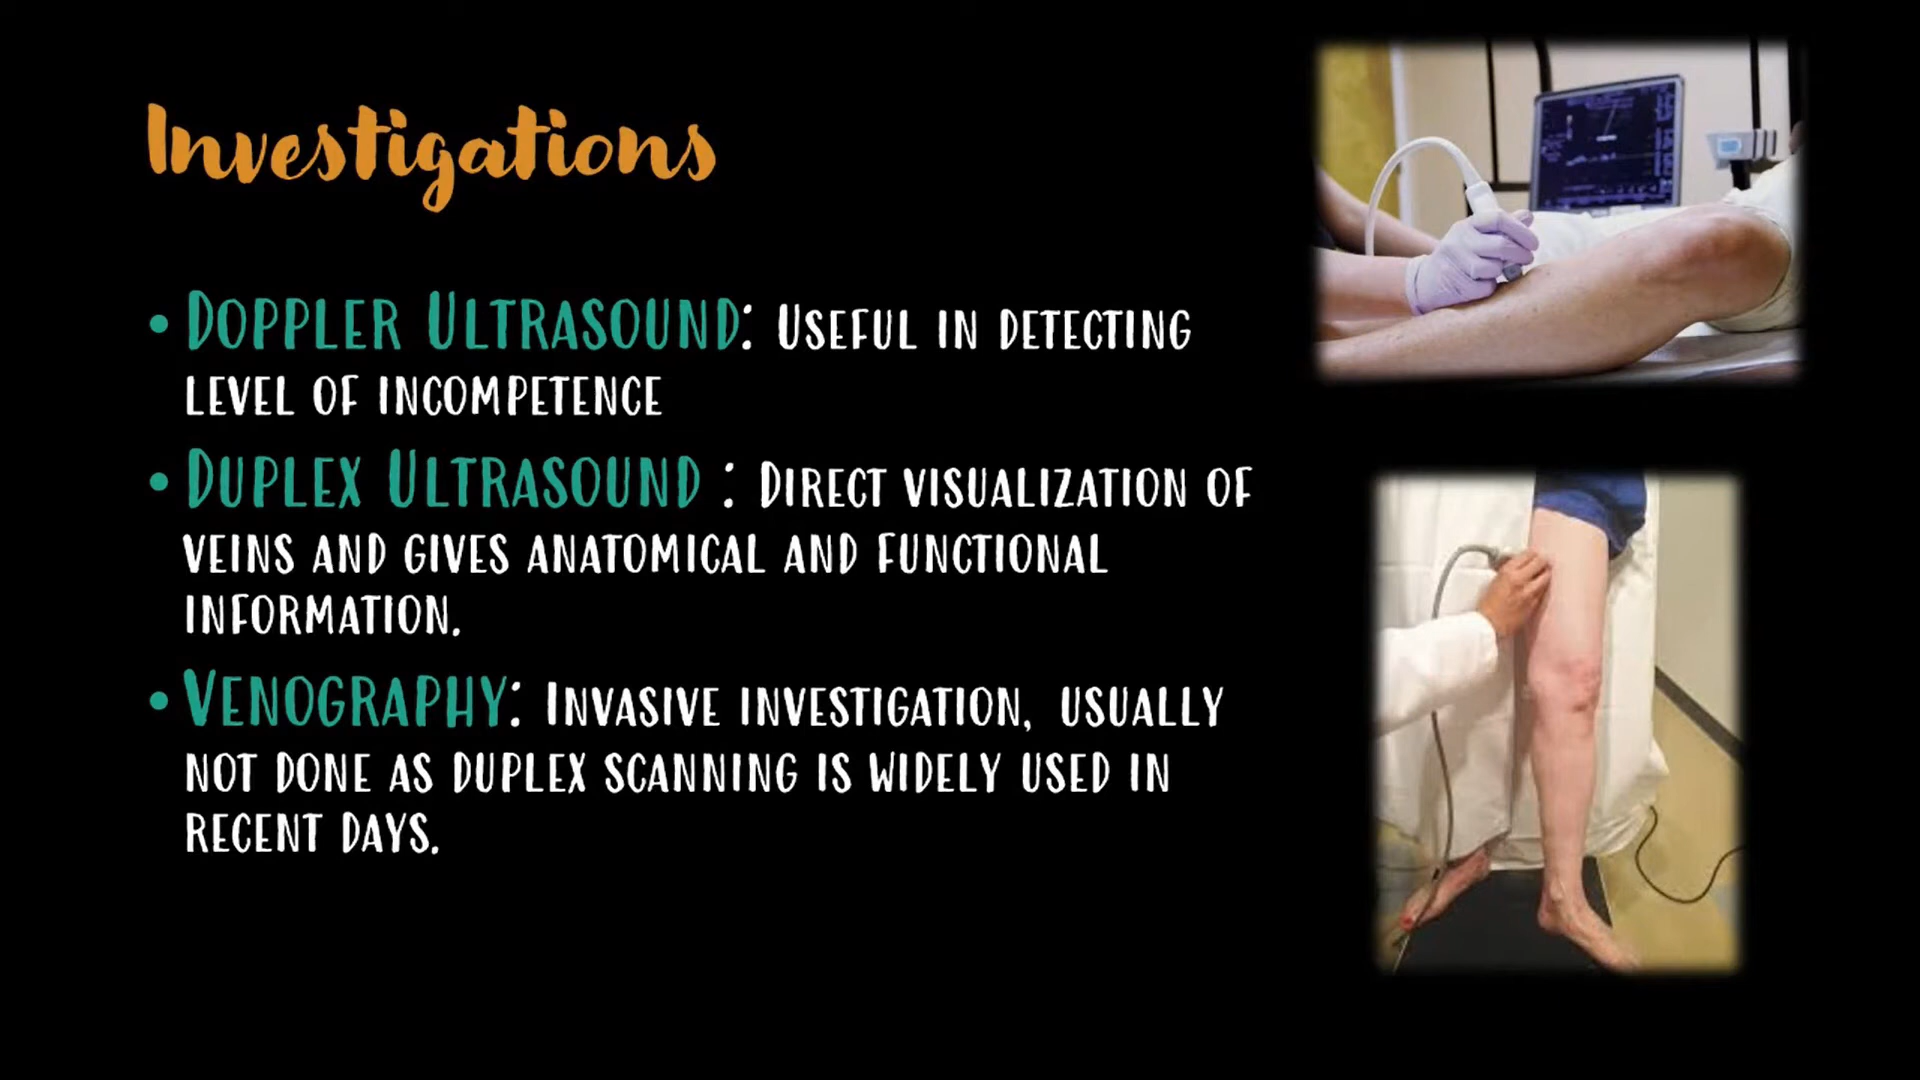 Investigations
• Doppler Ultrasound: Useful in detecting
level of incompetence
• Duplex Ultrasound : Direct visualization of
veins and gives anatomical and functional
information.
• Venography: Invasive investigation, usually
not done as duplex scanning is widely used in
recent days.